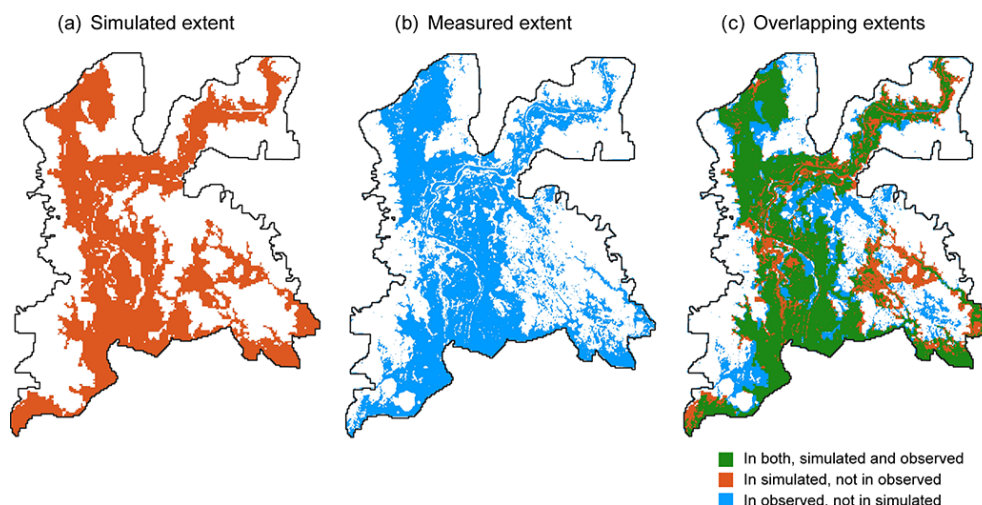 (a) Simulated extent
(b) Measured extent
(c) Overlapping extents
In both, simulated and observed
In simulated, not in observed
In observed, not in simulated